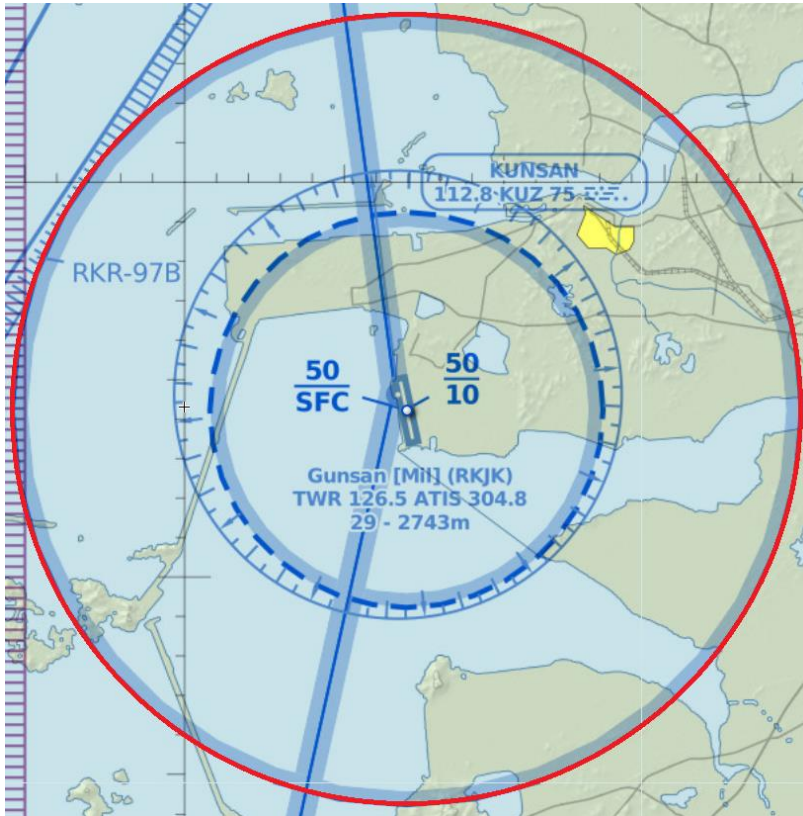 KUNSAN
112.8 KUZ 75
RKR-97B
50
SFC
50
10
Gunsan [Mil] (RKJK)
TWR 126.5 ATIS 304.8
29 - 2743m